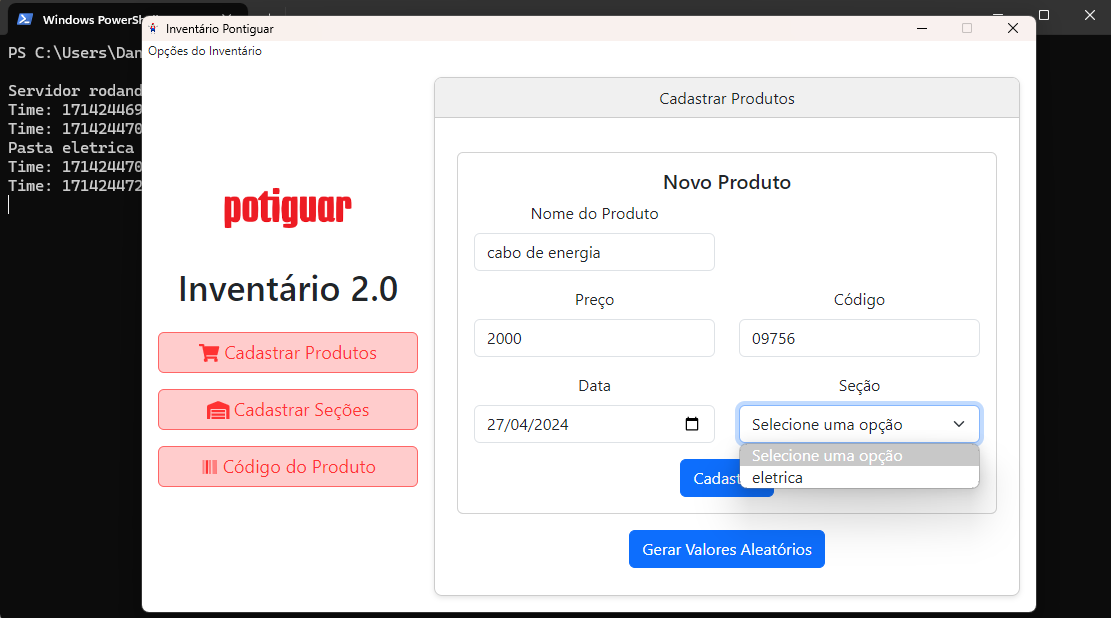 Windows PowerShell
PS C:\Users\Dan
Servidor rodand
Time: 171424469
Time: 171424470
Pasta eletrica
Time: 171424470
Time: 171424472
Inventário Pontiguar
Opções do Inventário
potiguar
Inventário 2.0
Cadastrar Produtos
Cadastrar Seções
Código do Produto
Cadastrar Produtos
Novo Produto
Nome do Produto
cabo de energia
Preço
Código
2000
09756
Data
Seção
27/04/2024
Selecione uma opção
Selecione uma opção
eletrica
Cadast
Gerar Valores Aleatórios